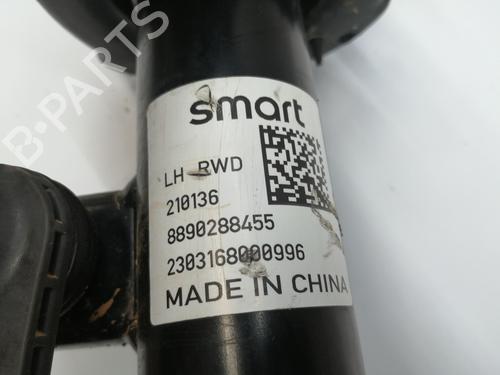 smart
LH RWD
210136
8890288455
2303168000996
MADE IN CHINA
B-PARTS